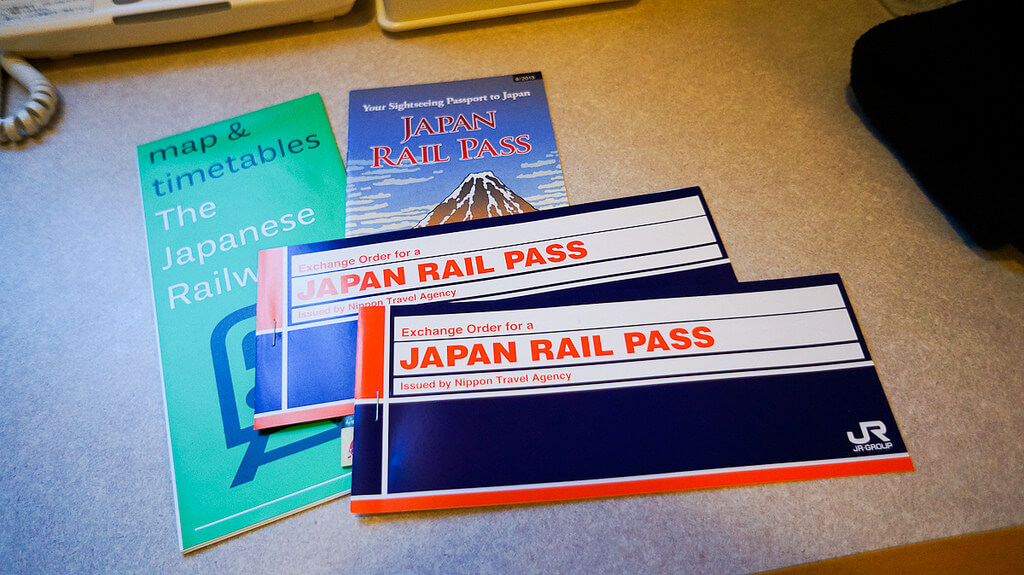 map &
timetables
The
Japanese
Railw
Your Sightseeing Passport to Japan
JAPAN
RAIL PASS
Exchange Order for a
JAPAN RAIL PASS
Issued by Nippon Travel Agency
Exchange Order for a
JAPAN RAIL PASS
Issued by Nippon Travel Agency
JR
JR-GROUP